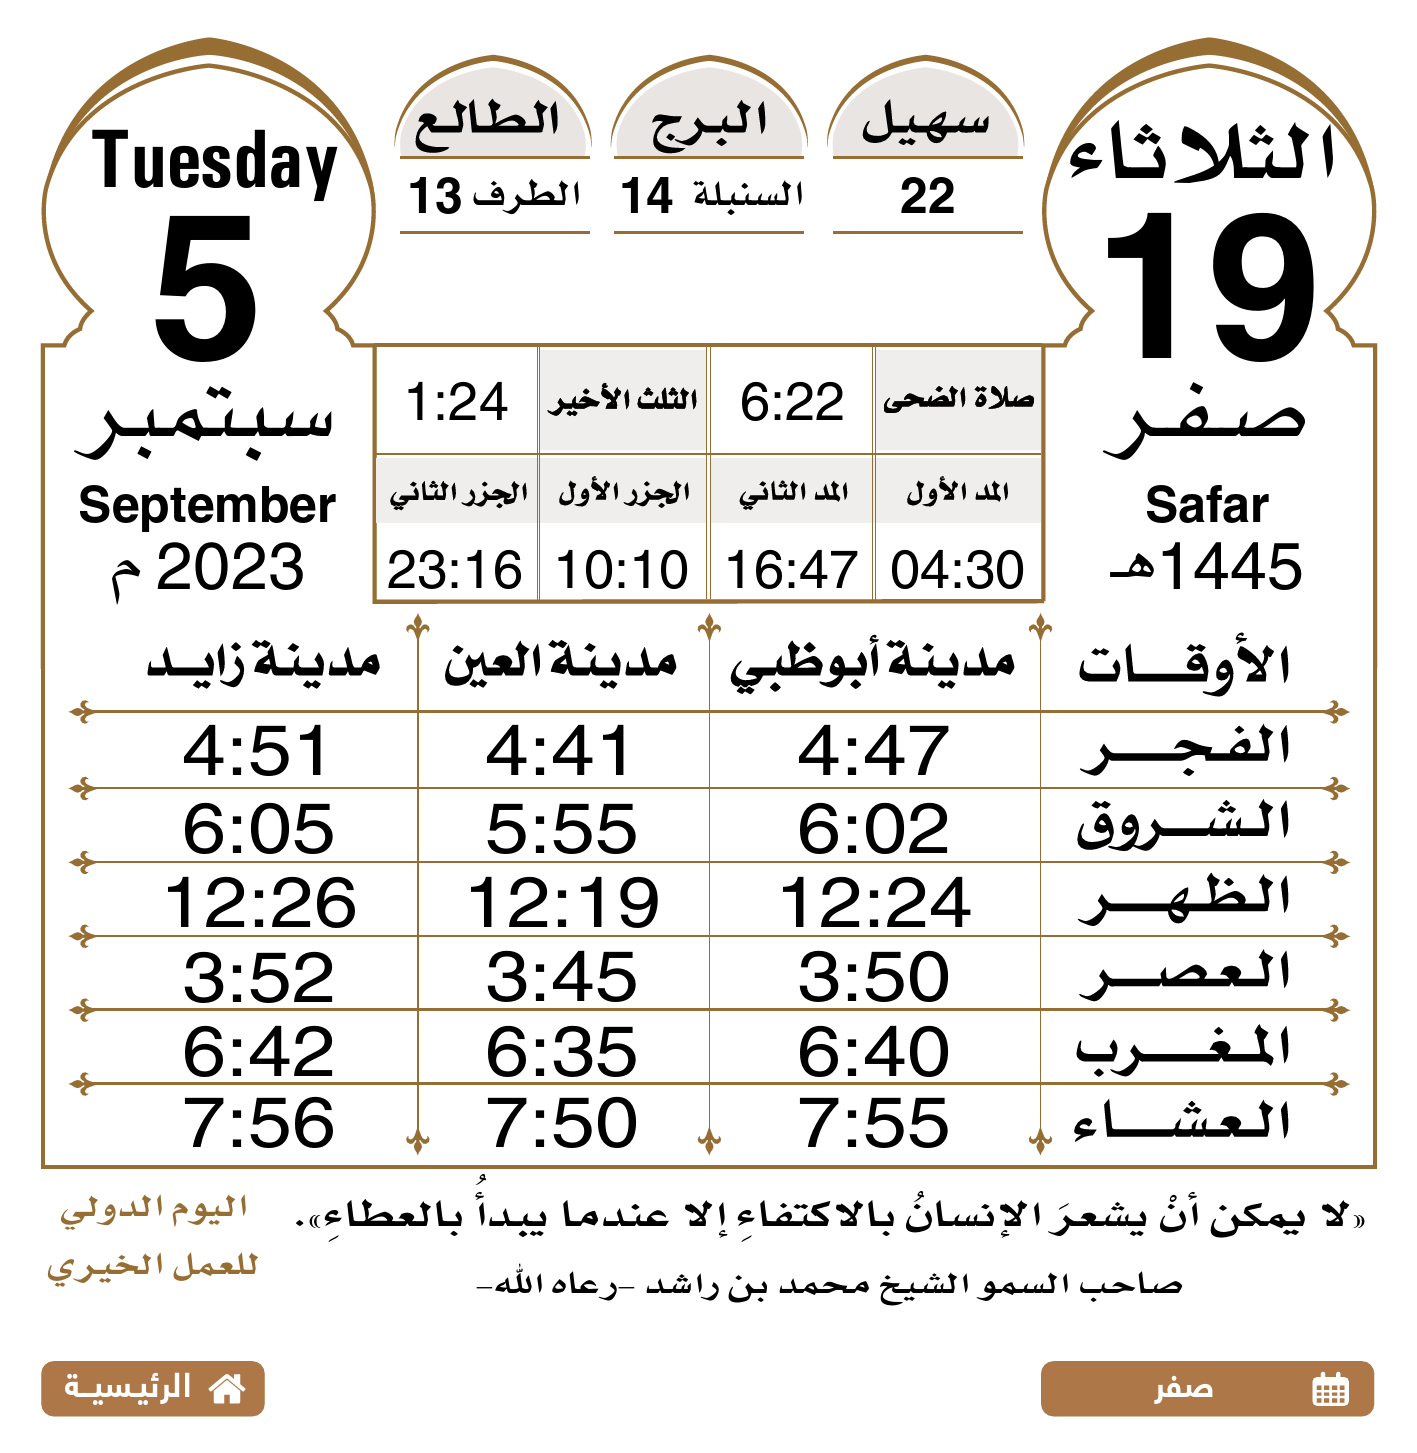 الثلاثاء
19
صفر
Safar
1445هـ
سهيل
22
البرج
السنبلة 14
الطالع
الطرف 13
Tuesday
5
سبتمبر
September
2023 م
صلاة الضحى 6:22 الثلث الأخير 1:24
المد الأول المد الثاني الجزر الأول الجزر الثاني
04:30 16:47 10:10 23:16
الأوقات مدينة أبوظبي مدينة العين مدينة زايد
الفجر 4:47 4:41 4:51
الشروق 6:02 5:55 6:05
الظهر 12:24 12:19 12:26
العصر 3:50 3:45 3:52
المغرب 6:40 6:35 6:42
العشاء 7:55 7:50 7:56
«لا يمكن أنْ يشعرَ الإنسانُ بالاكتفاءِ إلا عندما يبدأُ بالعطاءِ».
صاحب السمو الشيخ محمد بن راشد -رعاه الله-
اليوم الدولي
للعمل الخيري
صفر
الرئيسية